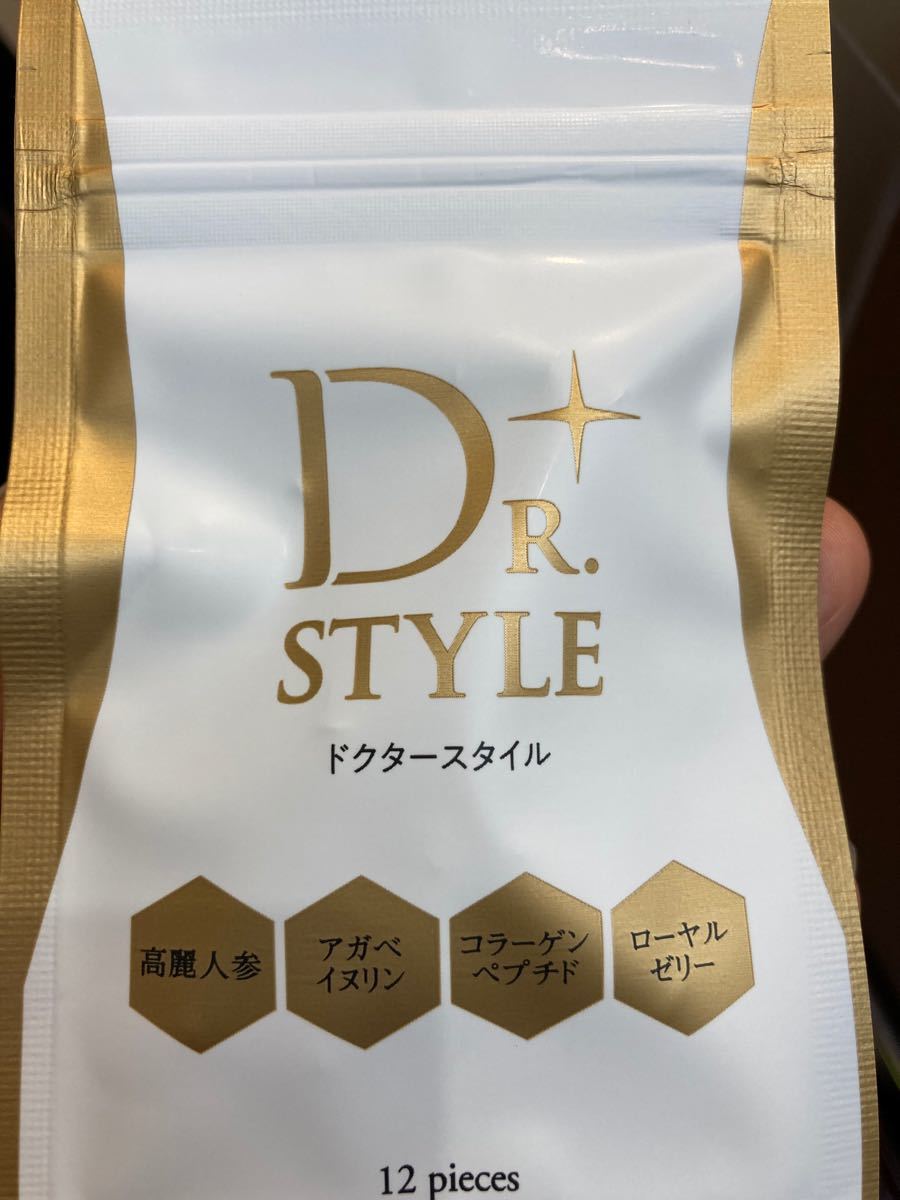 DR.
STYLE
ドクタースタイル
高麗人参
アガベ
イヌリン
コラーゲン
ペプチド
ローヤル
ゼリー
12 pieces